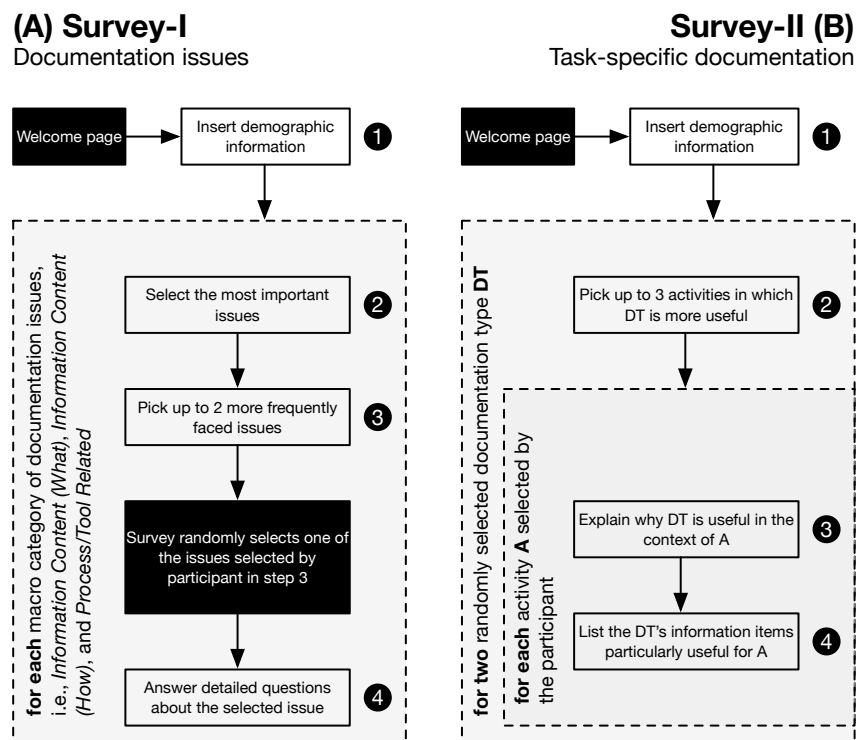 (A) Survey-I
Documentation issues
Welcome page
Insert demographic
information
1
for each macro category of documentation issues,
i.e., Information Content (What), Information Content
(How), and Process/Tool Related
Select the most important
issues
2
Pick up to 2 more frequently
faced issues
3
Survey randomly selects one of
the issues selected by
participant in step 3
Answer detailed questions
about the selected issue
4
Survey-II (B)
Task-specific documentation
Welcome page
Insert demographic
information
1
for two randomly selected documentation type DT
Pick up to 3 activities in which
DT is more useful
2
for each activity A selected by
the participant
Explain why DT is useful in the
context of A
3
List the DT's information items
particularly useful for A
4